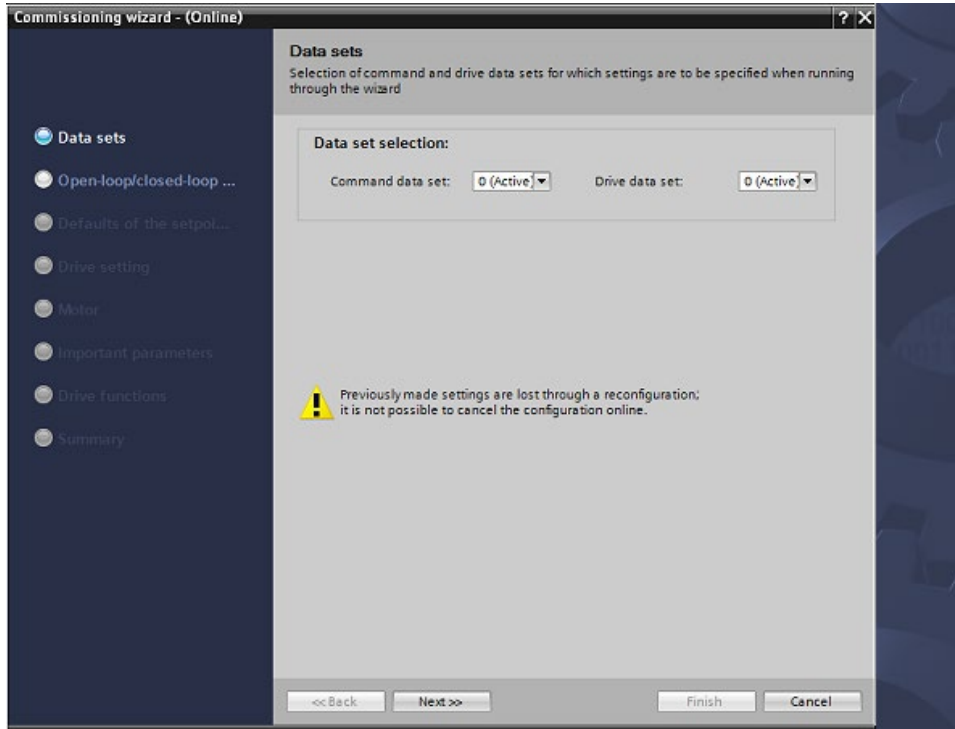 Commissioning wizard - (Online)
? X
Data sets
Selection of command and drive data sets for which settings are to be specified when running
through the wizard
Data sets
Open-loop/closed-loop ...
Defaults of the setpoi...
Drive setting
Motor
Important parameters
Drive functions
Summary
Data set selection:
Command data set: 0 (Active) Drive data set: 0 (Active)
Previously made settings are lost through a reconfiguration;
it is not possible to cancel the configuration online.
<<Back Next>> Finish Cancel